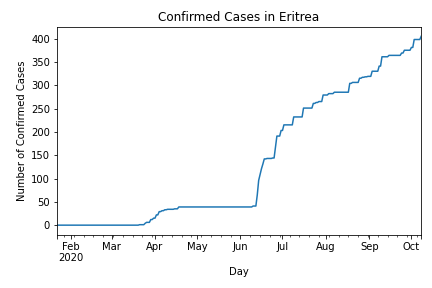 Confirmed Cases in Eritrea
Number of Confirmed Cases
400
350
300
250
200
150
100
50
0
Feb Mar Apr May Jun Jul Aug Sep Oct
2020
Day